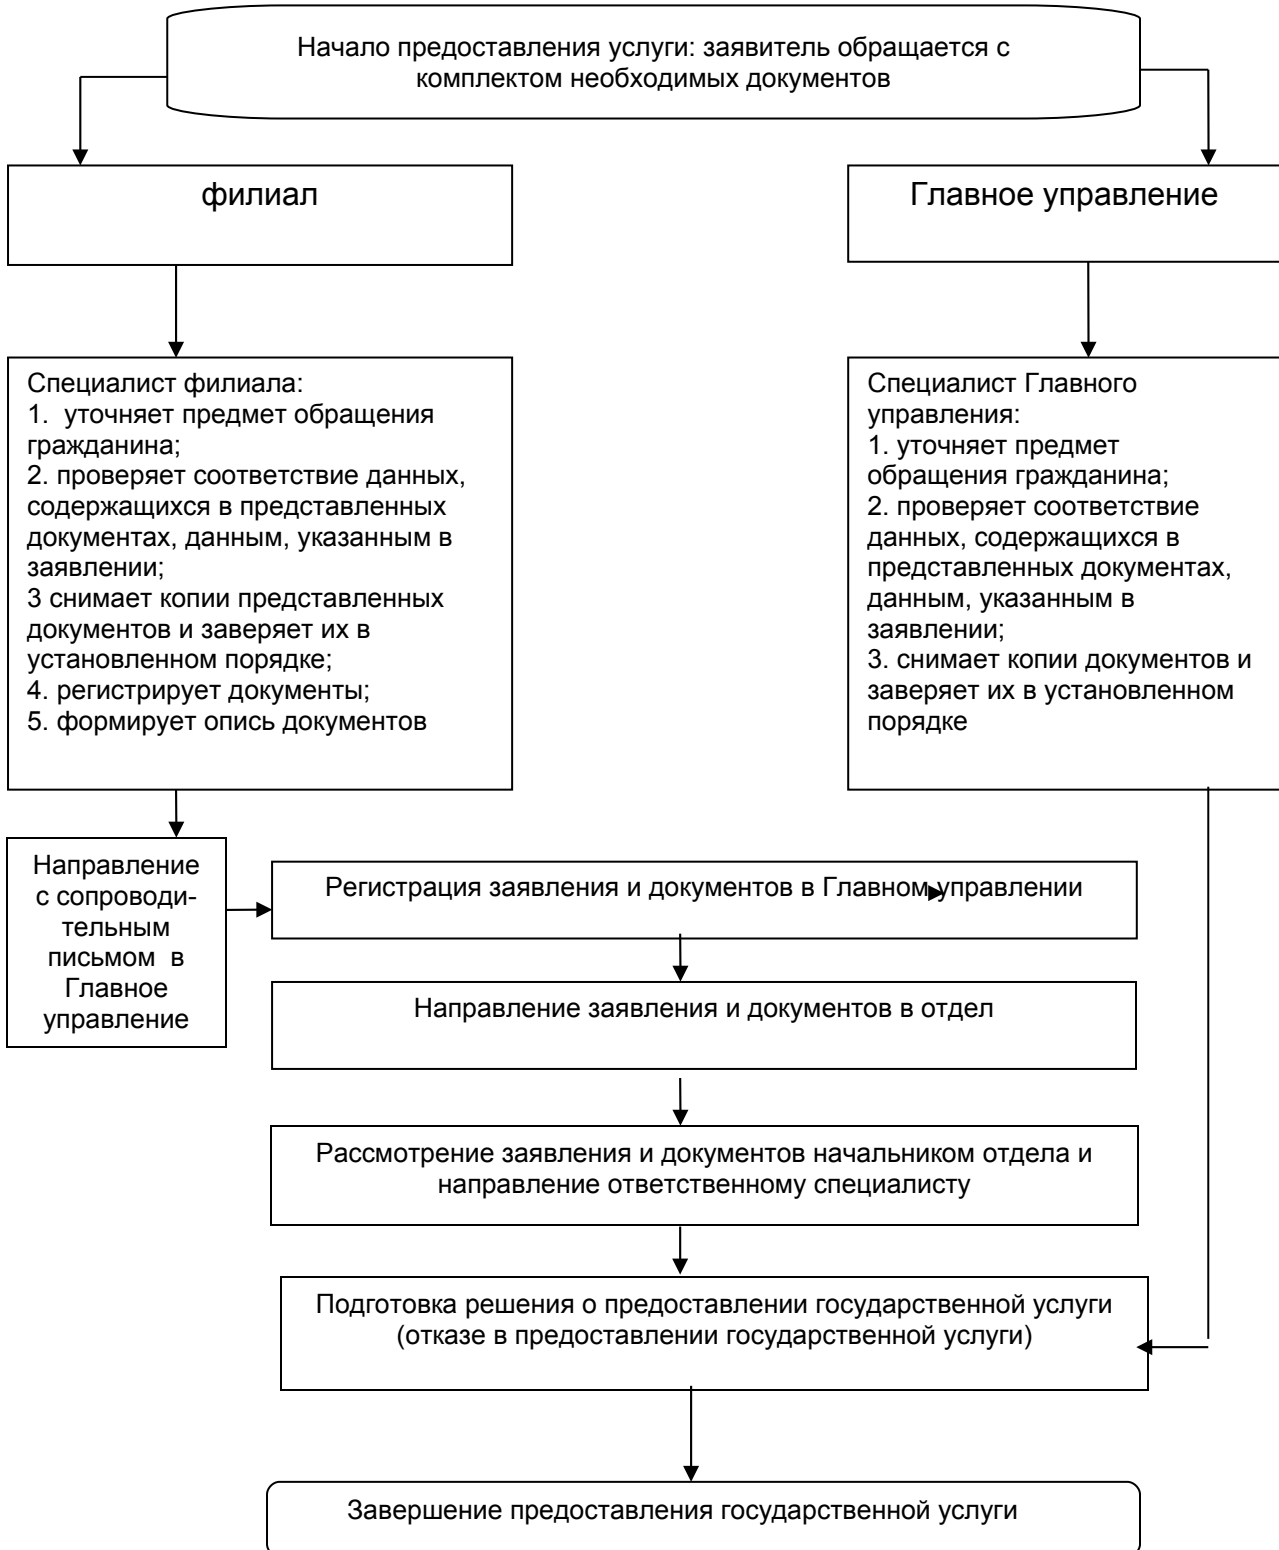 Начало предоставления услуги: заявитель обращается с
комплектом необходимых документов
филиал
Главное управление
Специалист филиала:
1.  уточняет предмет обращения
гражданина;
2. проверяет соответствие данных,
содержащихся в представленных
документах, данным, указанным в
заявлении;
3 снимает копии представленных
документов и заверяет их в
установленном порядке;
4. регистрирует документы;
5. формирует опись документов
Специалист Главного
управления:
1. уточняет предмет
обращения гражданина;
2. проверяет соответствие
данных, содержащихся в
представленных документах,
данным, указанным в
заявлении;
3. снимает копии документов и
заверяет их в установленном
порядке
Направление
с сопроводи-
тельным
письмом  в
Главное
управление
Регистрация заявления и документов в Главном управлении
Направление заявления и документов в отдел
Рассмотрение заявления и документов начальником отдела и
направление ответственному специалисту
Подготовка решения о предоставлении государственной услуги
(отказе в предоставлении государственной услуги)
Завершение предоставления государственной услуги